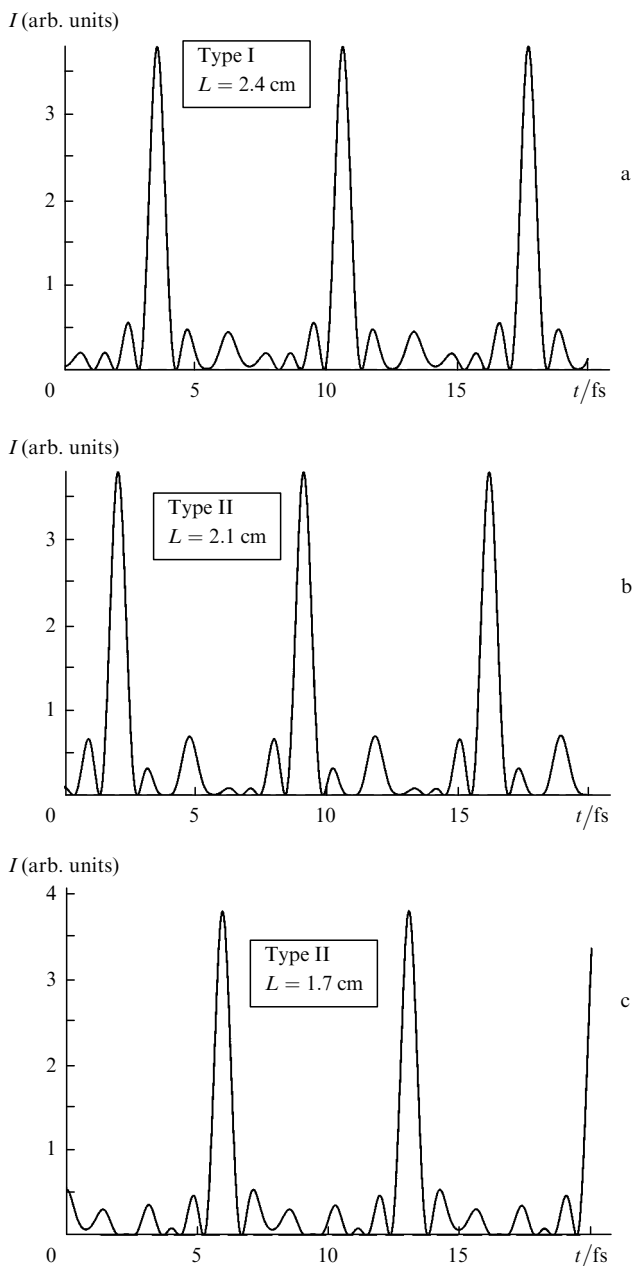 I (arb. units)
Type I
L = 2.4 cm
3
2
1
0
5
10
15
t/fs
a
I (arb. units)
Type II
L = 2.1 cm
3
2
1
0
5
10
15
t/fs
b
I (arb. units)
4
Type II
L = 1.7 cm
3
2
1
0
5
10
15
t/fs
c